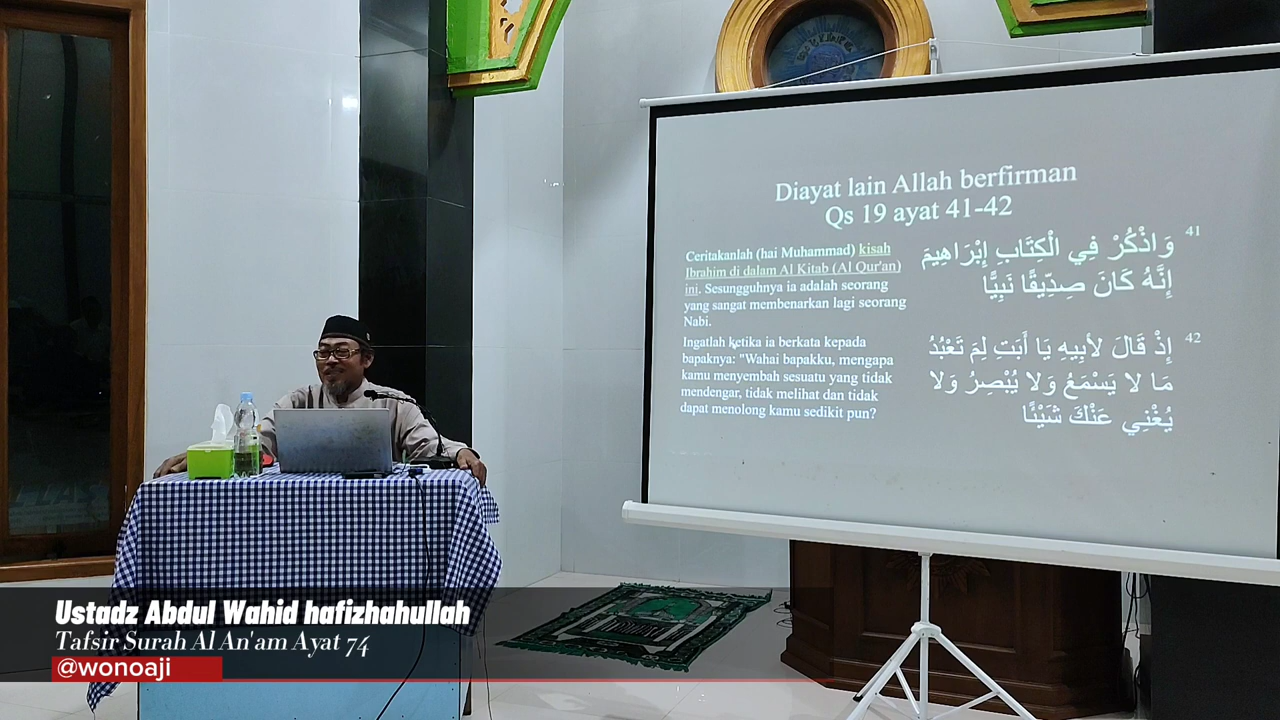 Diayat lain Allah berfirman
Qs 19 ayat 41-42
Ceritakanlah (hai Muhammad) kisah
Ibrahim di dalam Al Kitab (Al Qur'an)
ini. Sesungguhnya ia adalah seorang
yang sangat membenarkan lagi seorang
Nabi.
41
وَاذْكُرْ فِي الْكِتَابِ إِبْرَاهِيمَ
إِنَّهُ كَانَ صِدِّيقًا نَبِيًّا
Ingatlah ketika ia berkata kepada
bapaknya: "Wahai bapakku, mengapa
kamu menyembah sesuatu yang tidak
mendengar, tidak melihat dan tidak
dapat menolong kamu sedikit pun?
42
إِذْ قَالَ لأبِيهِ يَا أَبَتِ لِمَ تَعْبُدُ
مَا لا يَسْمَعُ وَلا يُبْصِرُ وَلا
يُغْنِي عَنْكَ شَيْئًا
Ustadz Abdul Wahid hafizhahullah
Tafsir Surah Al An'am Ayat 74
@wonoaji